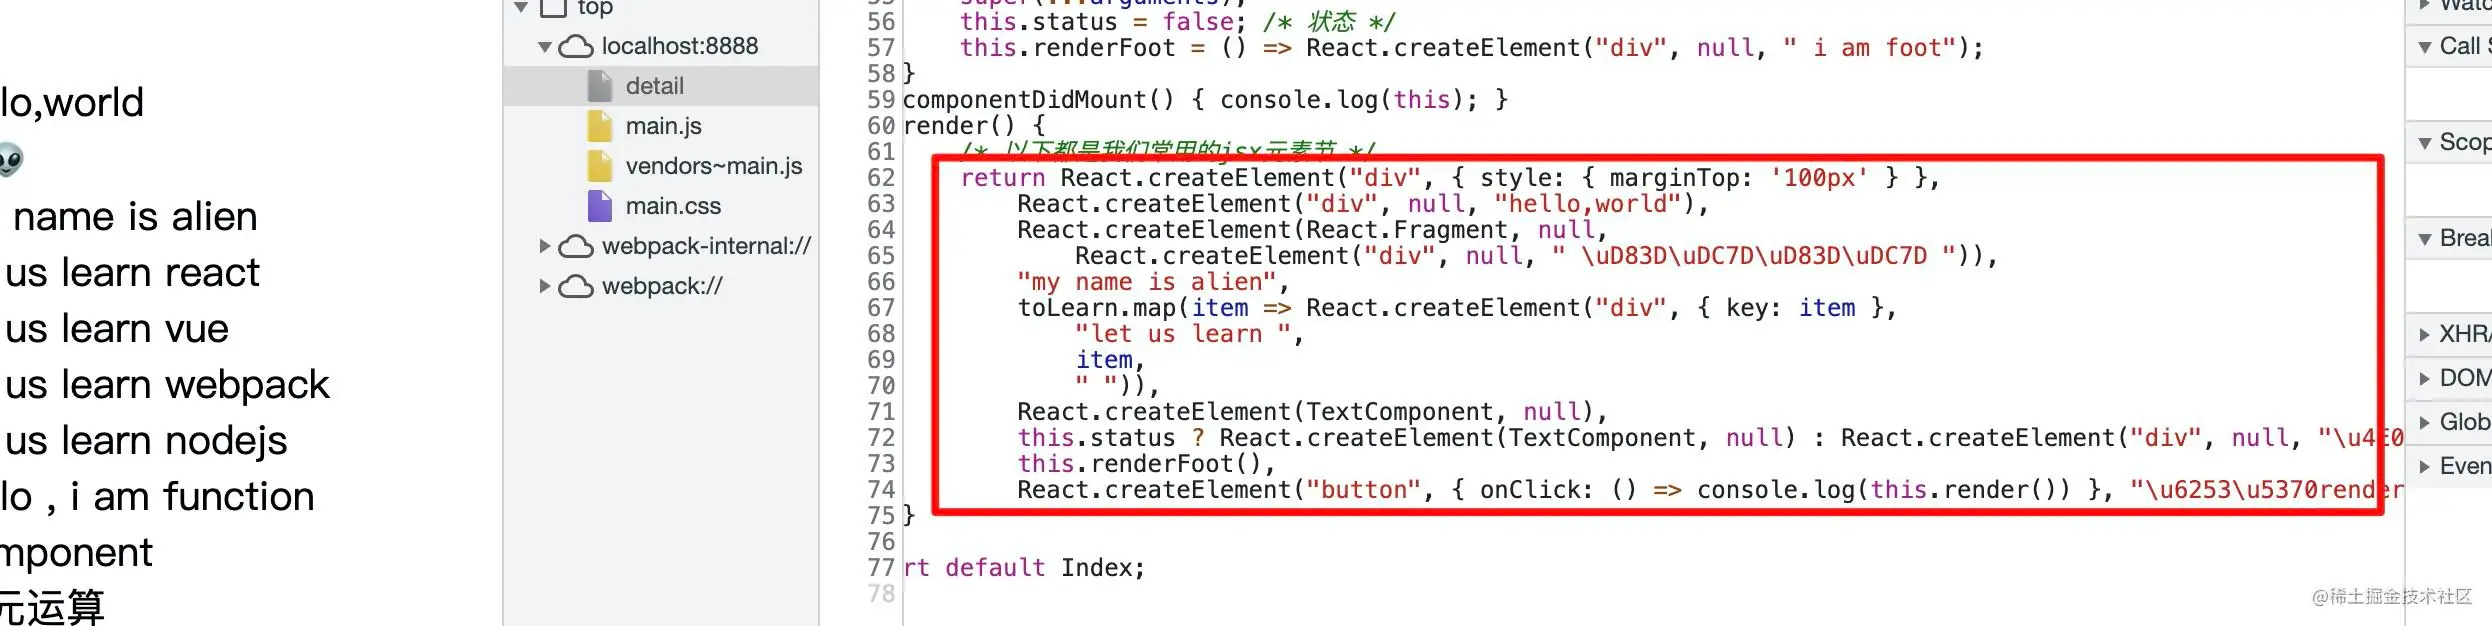 lo,world
👽
name is alien
us learn react
us learn vue
us learn webpack
us learn nodejs
lo , i am function
mponent
元运算
top
localhost:8888
detail
main.js
vendors~main.js
main.css
webpack-internal://
webpack://
56 this.status = false; /* 状态 */
57 this.renderFoot = () => React.createElement("div", null, " i am foot");
58 }
59 componentDidMount() { console.log(this); }
60 render() {
61 /* 以下都是我们常用的jsx元素节 */
62 return React.createElement("div", { style: { marginTop: '100px' } },
63 React.createElement("div", null, "hello,world"),
64 React.createElement(React.Fragment, null,
65 React.createElement("div", null, " \uD83D\uDC7D\uD83D\uDC7D ")),
66 "my name is alien",
67 toLearn.map(item => React.createElement("div", { key: item },
68 "let us learn ",
69 item,
70 " ")),
71 React.createElement(TextComponent, null),
72 this.status ? React.createElement(TextComponent, null) : React.createElement("div", null, "\u4E0
73 this.renderFoot(),
74 React.createElement("button", { onClick: () => console.log(this.render()) }, "\u6253\u5370render
75 }
76
77 rt default Index;
78
Call
Scop
Brea
XHR/
DOM
Glob
Even
@稀土掘金技术社区